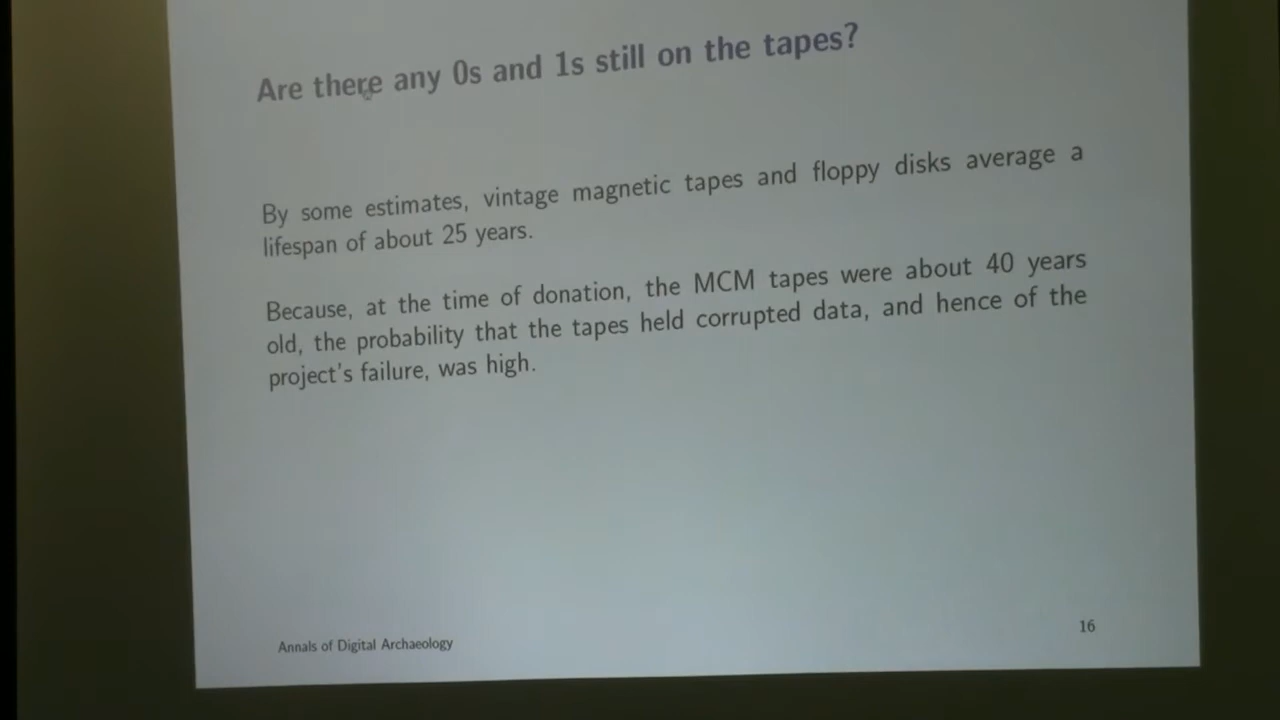 Are there any 0s and 1s still on the tapes?
By some estimates, vintage magnetic tapes and floppy disks average a
lifespan of about 25 years.
Because, at the time of donation, the MCM tapes were about 40 years
old, the probability that the tapes held corrupted data, and hence of the
project's failure, was high.
Annals of Digital Archaeology
16